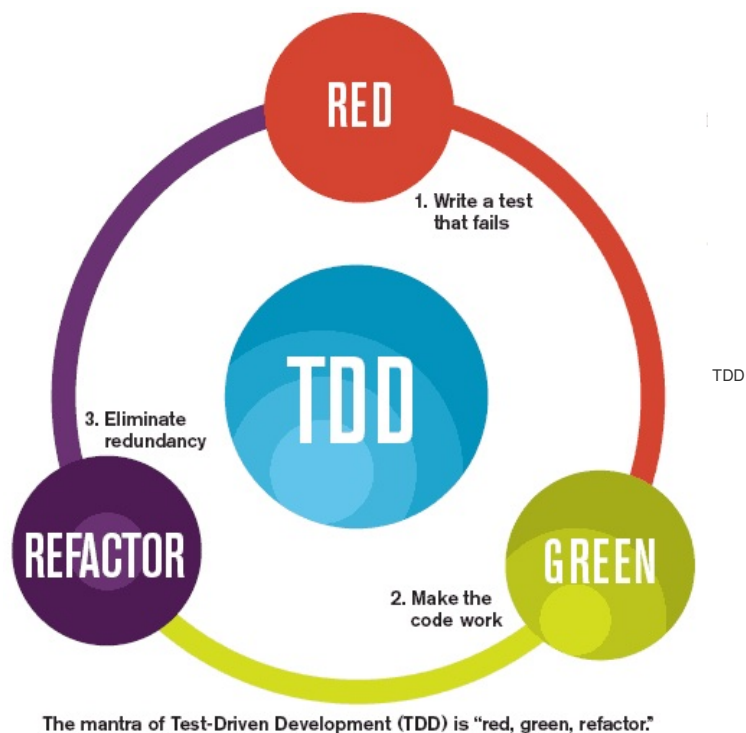 RED
1. Write a test
that fails
TDD
TDD
3. Eliminate
redundancy
REFACTOR
GREEN
2. Make the
code work
The mantra of Test-Driven Development (TDD) is “red, green, refactor.”